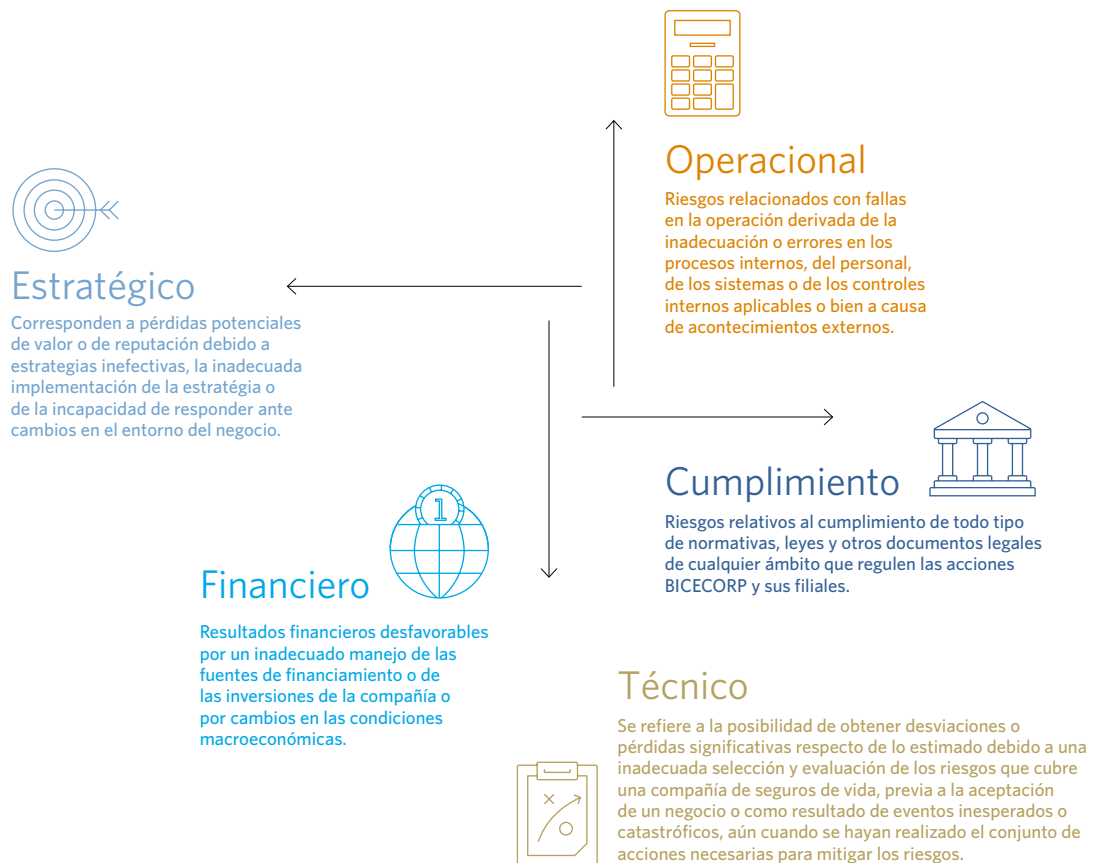 Operacional
Riesgos relacionados con fallas
en la operación derivada de la
inadecuación o errores en los
procesos internos, del personal,
de los sistemas o de los controles
internos aplicables o bien a causa
de acontecimientos externos.
Estratégico
Corresponden a pérdidas potenciales
de valor o de reputación debido a
estrategias inefectivas, la inadecuada
implementación de la estratégia o
de la incapacidad de responder ante
cambios en el entorno del negocio.
Cumplimiento
Riesgos relativos al cumplimiento de todo tipo
de normativas, leyes y otros documentos legales
de cualquier ámbito que regulen las acciones
BICECORP y sus filiales.
1
Financiero
Resultados financieros desfavorables
por un inadecuado manejo de las
fuentes de financiamiento o de
las inversiones de la compañía o
por cambios en las condiciones
macroeconómicas.
Técnico
Se refiere a la posibilidad de obtener desviaciones o
pérdidas significativas respecto de lo estimado debido a una
inadecuada selección y evaluación de los riesgos que cubre
una compañía de seguros de vida, previa a la aceptación
de un negocio o como resultado de eventos inesperados o
catastróficos, aún cuando se hayan realizado el conjunto de
acciones necesarias para mitigar los riesgos.